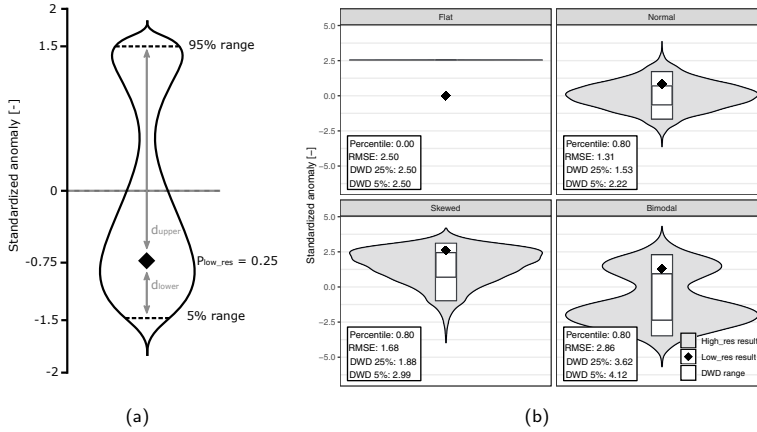 2
1.5
0
-0.75
-1.5
-2
Standardized anomaly [-]
95% range
dupper
Plow_res = 0.25
dlower
5% range
(a)
Flat
5.0
2.5
0.0
−2.5
−5.0
Percentile: 0.00
RMSE: 2.50
DWD 25%: 2.50
DWD 5%: 2.50
Normal
Percentile: 0.80
RMSE: 1.31
DWD 25%: 1.53
DWD 5%: 2.22
Standardized anomaly [−]
Skewed
5.0
2.5
0.0
−2.5
−5.0
Percentile: 0.80
RMSE: 1.68
DWD 25%: 1.88
DWD 5%: 2.99
Bimodal
Percentile: 0.80
RMSE: 2.86
DWD 25%: 3.62
DWD 5%: 4.12
High_res result
Low_res result
DWD range
(b)